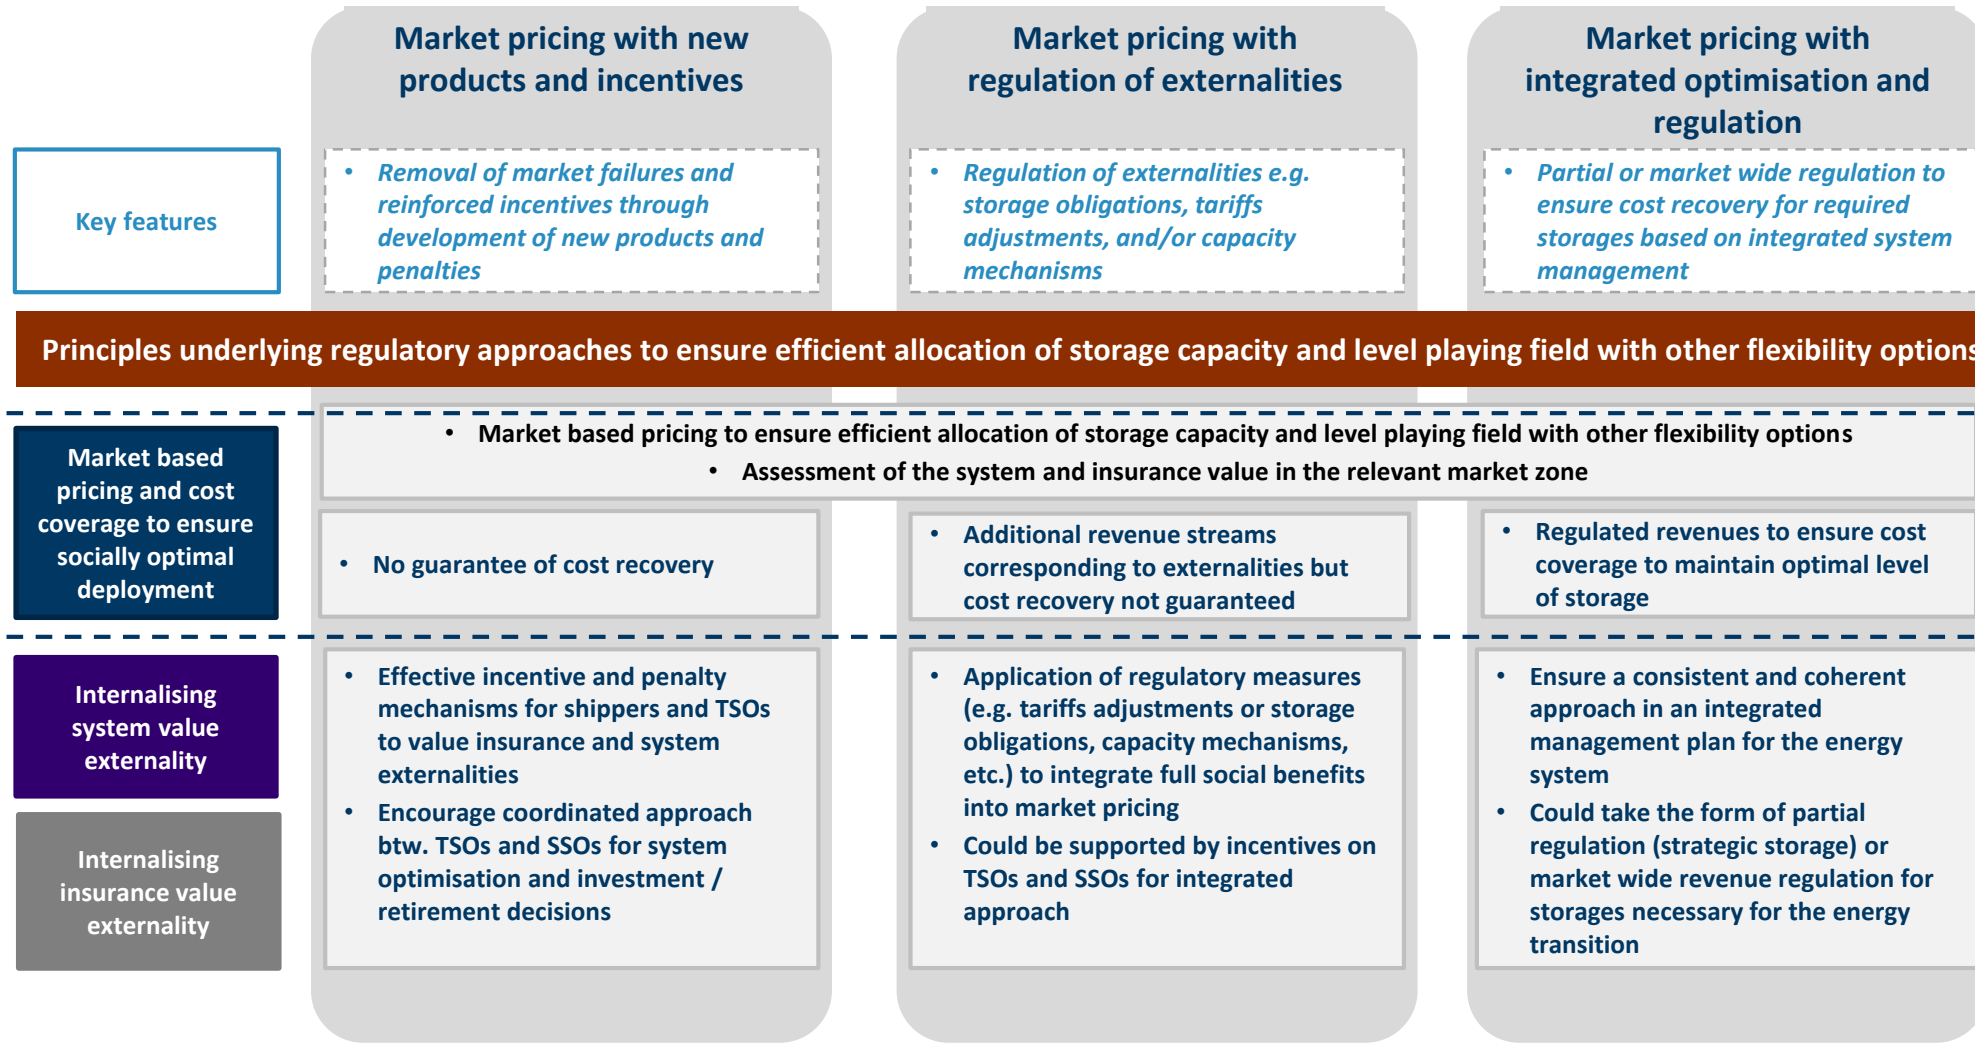 Market pricing with new
products and incentives
Market pricing with
regulation of externalities
Market pricing with
integrated optimisation and
regulation
Key features
• Removal of market failures and
reinforced incentives through
development of new products and
penalties
• Regulation of externalities e.g.
storage obligations, tariffs
adjustments, and/or capacity
mechanisms
• Partial or market wide regulation to
ensure cost recovery for required
storages based on integrated system
management
Principles underlying regulatory approaches to ensure efficient allocation of storage capacity and level playing field with other flexibility options
Market based
pricing and cost
coverage to ensure
socially optimal
deployment
• Market based pricing to ensure efficient allocation of storage capacity and level playing field with other flexibility options
• Assessment of the system and insurance value in the relevant market zone
• No guarantee of cost recovery
• Additional revenue streams
corresponding to externalities but
cost recovery not guaranteed
• Regulated revenues to ensure cost
coverage to maintain optimal level
of storage
Internalising
system value
externality
Internalising
insurance value
externality
• Effective incentive and penalty
mechanisms for shippers and TSOs
to value insurance and system
externalities
• Encourage coordinated approach
btw. TSOs and SSOs for system
optimisation and investment /
retirement decisions
• Application of regulatory measures
(e.g. tariffs adjustments or storage
obligations, capacity mechanisms,
etc.) to integrate full social benefits
into market pricing
• Could be supported by incentives on
TSOs and SSOs for integrated
approach
• Ensure a consistent and coherent
approach in an integrated
management plan for the energy
system
• Could take the form of partial
regulation (strategic storage) or
market wide revenue regulation for
storages necessary for the energy
transition